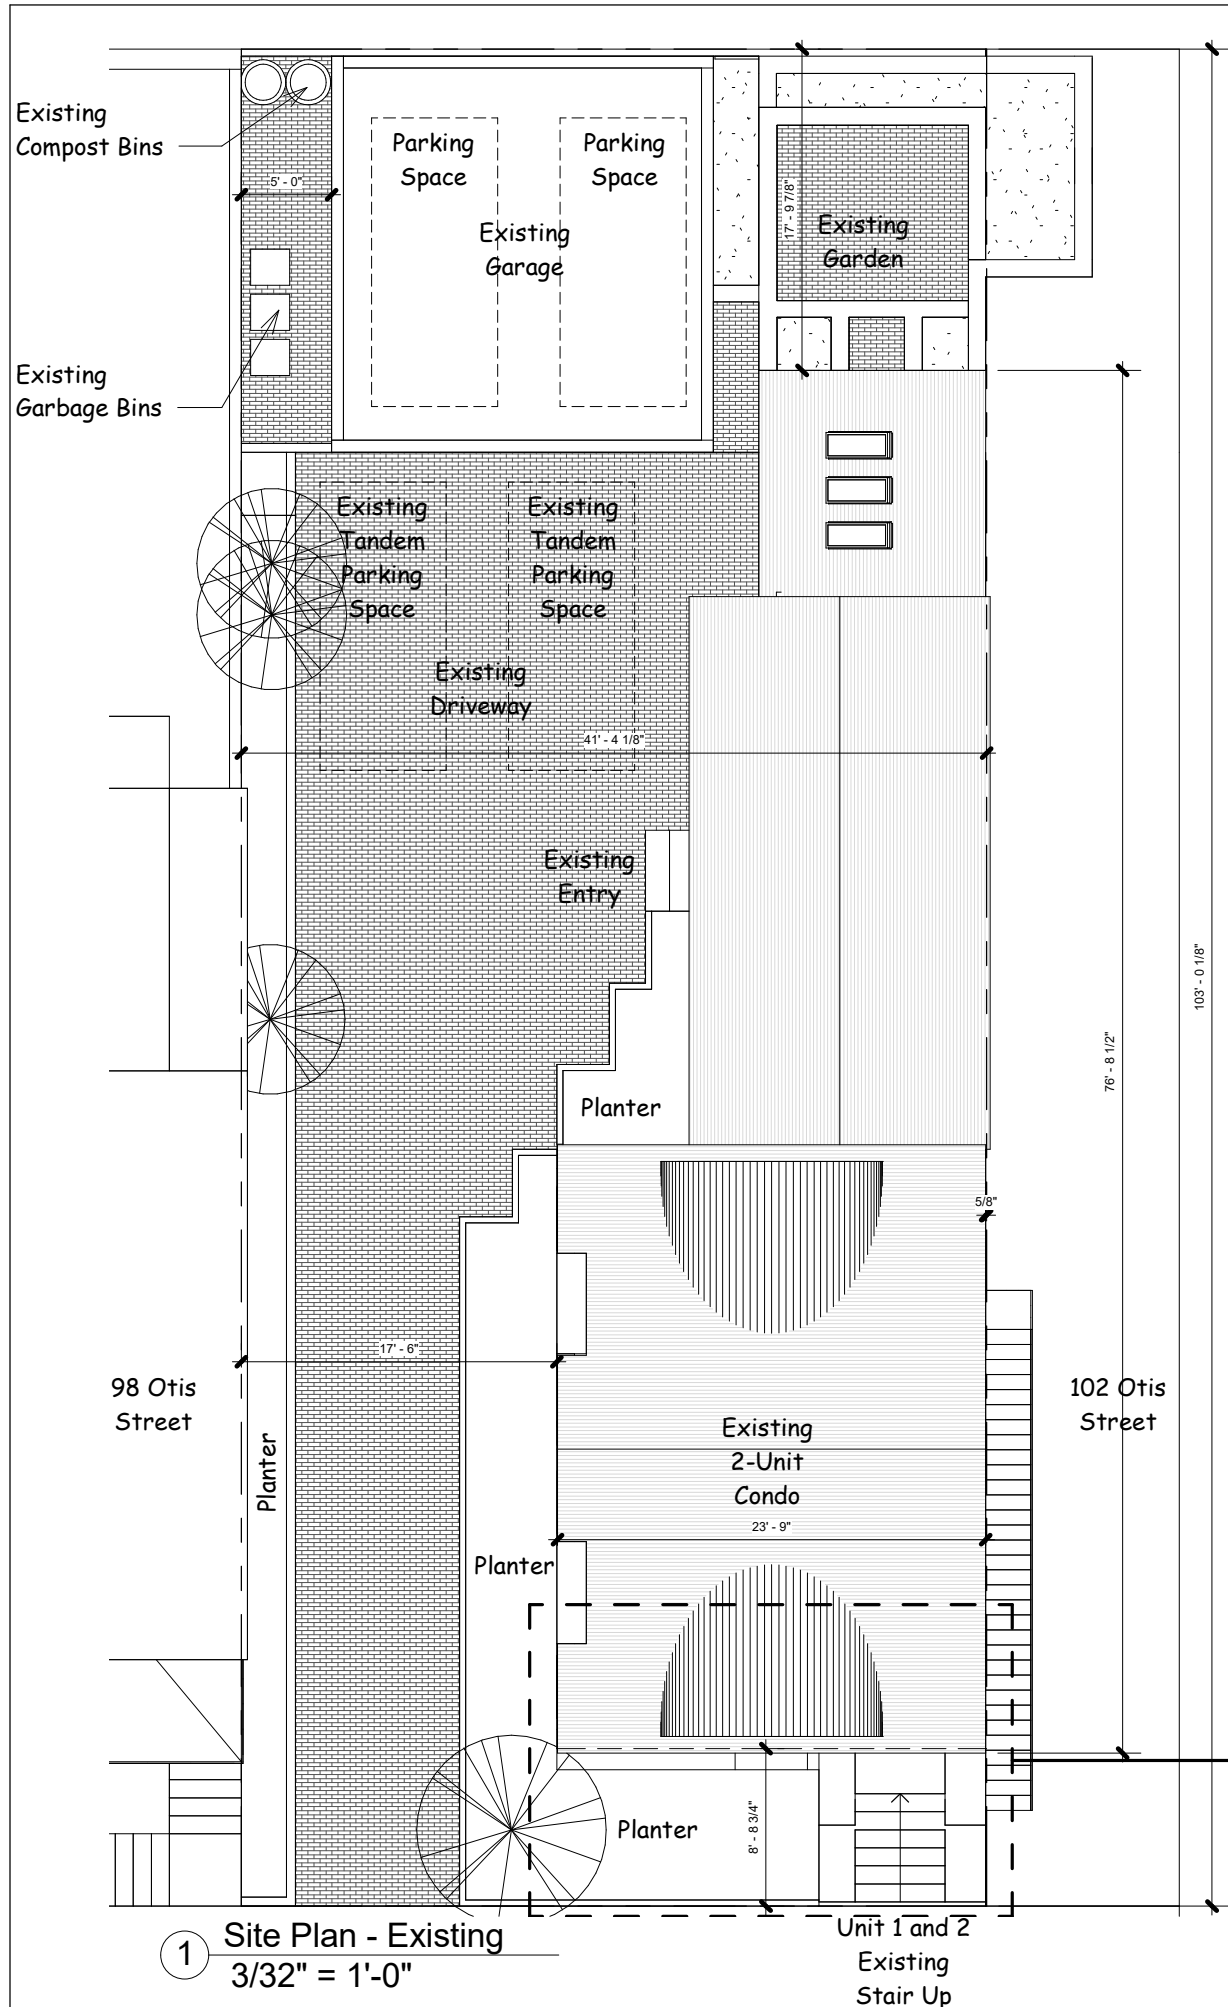 Existing
Compost Bins
Parking
Space
Parking
Space
5' - 0"
17' - 9 7/8"
Existing
Garage
Existing
Garden
Existing
Garbage Bins
Existing
Tandem
Parking
Space
Existing
Tandem
Parking
Space
Existing
Driveway
41' - 4 1/8"
Existing
Entry
103' - 0 1/8"
76' - 8 1/2"
Planter
5/8"
17' - 6"
98 Otis
Street
102 Otis
Street
Existing
2-Unit
Condo
Planter
23' - 9"
Planter
Planter
8' - 8 3/4"
1
Site Plan - Existing
3/32" = 1'-0"
Unit 1 and 2
Existing
Stair Up